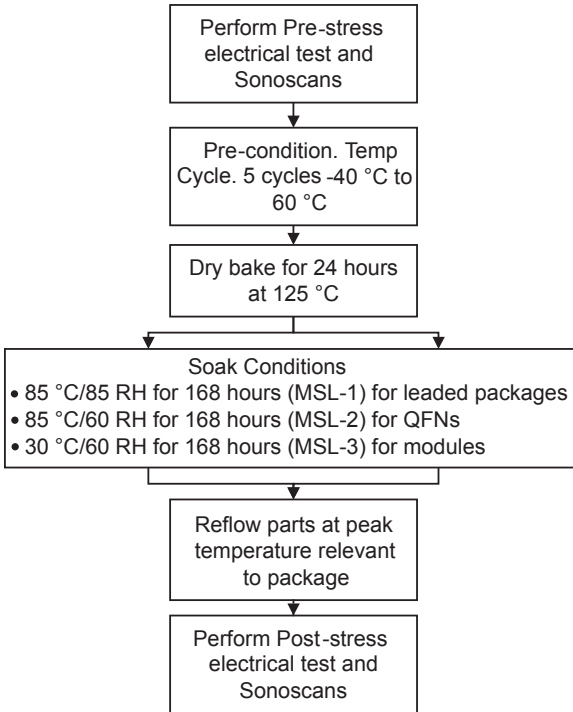 Perform Pre-stress
electrical test and
Sonoscans
Pre-condition. Temp
Cycle. 5 cycles -40 °C to
60 °C
Dry bake for 24 hours
at 125 °C
Soak Conditions
• 85 °C/85 RH for 168 hours (MSL-1) for leaded packages
• 85 °C/60 RH for 168 hours (MSL-2) for QFNs
• 30 °C/60 RH for 168 hours (MSL-3) for modules
Reflow parts at peak
temperature relevant
to package
Perform Post-stress
electrical test and
Sonoscans